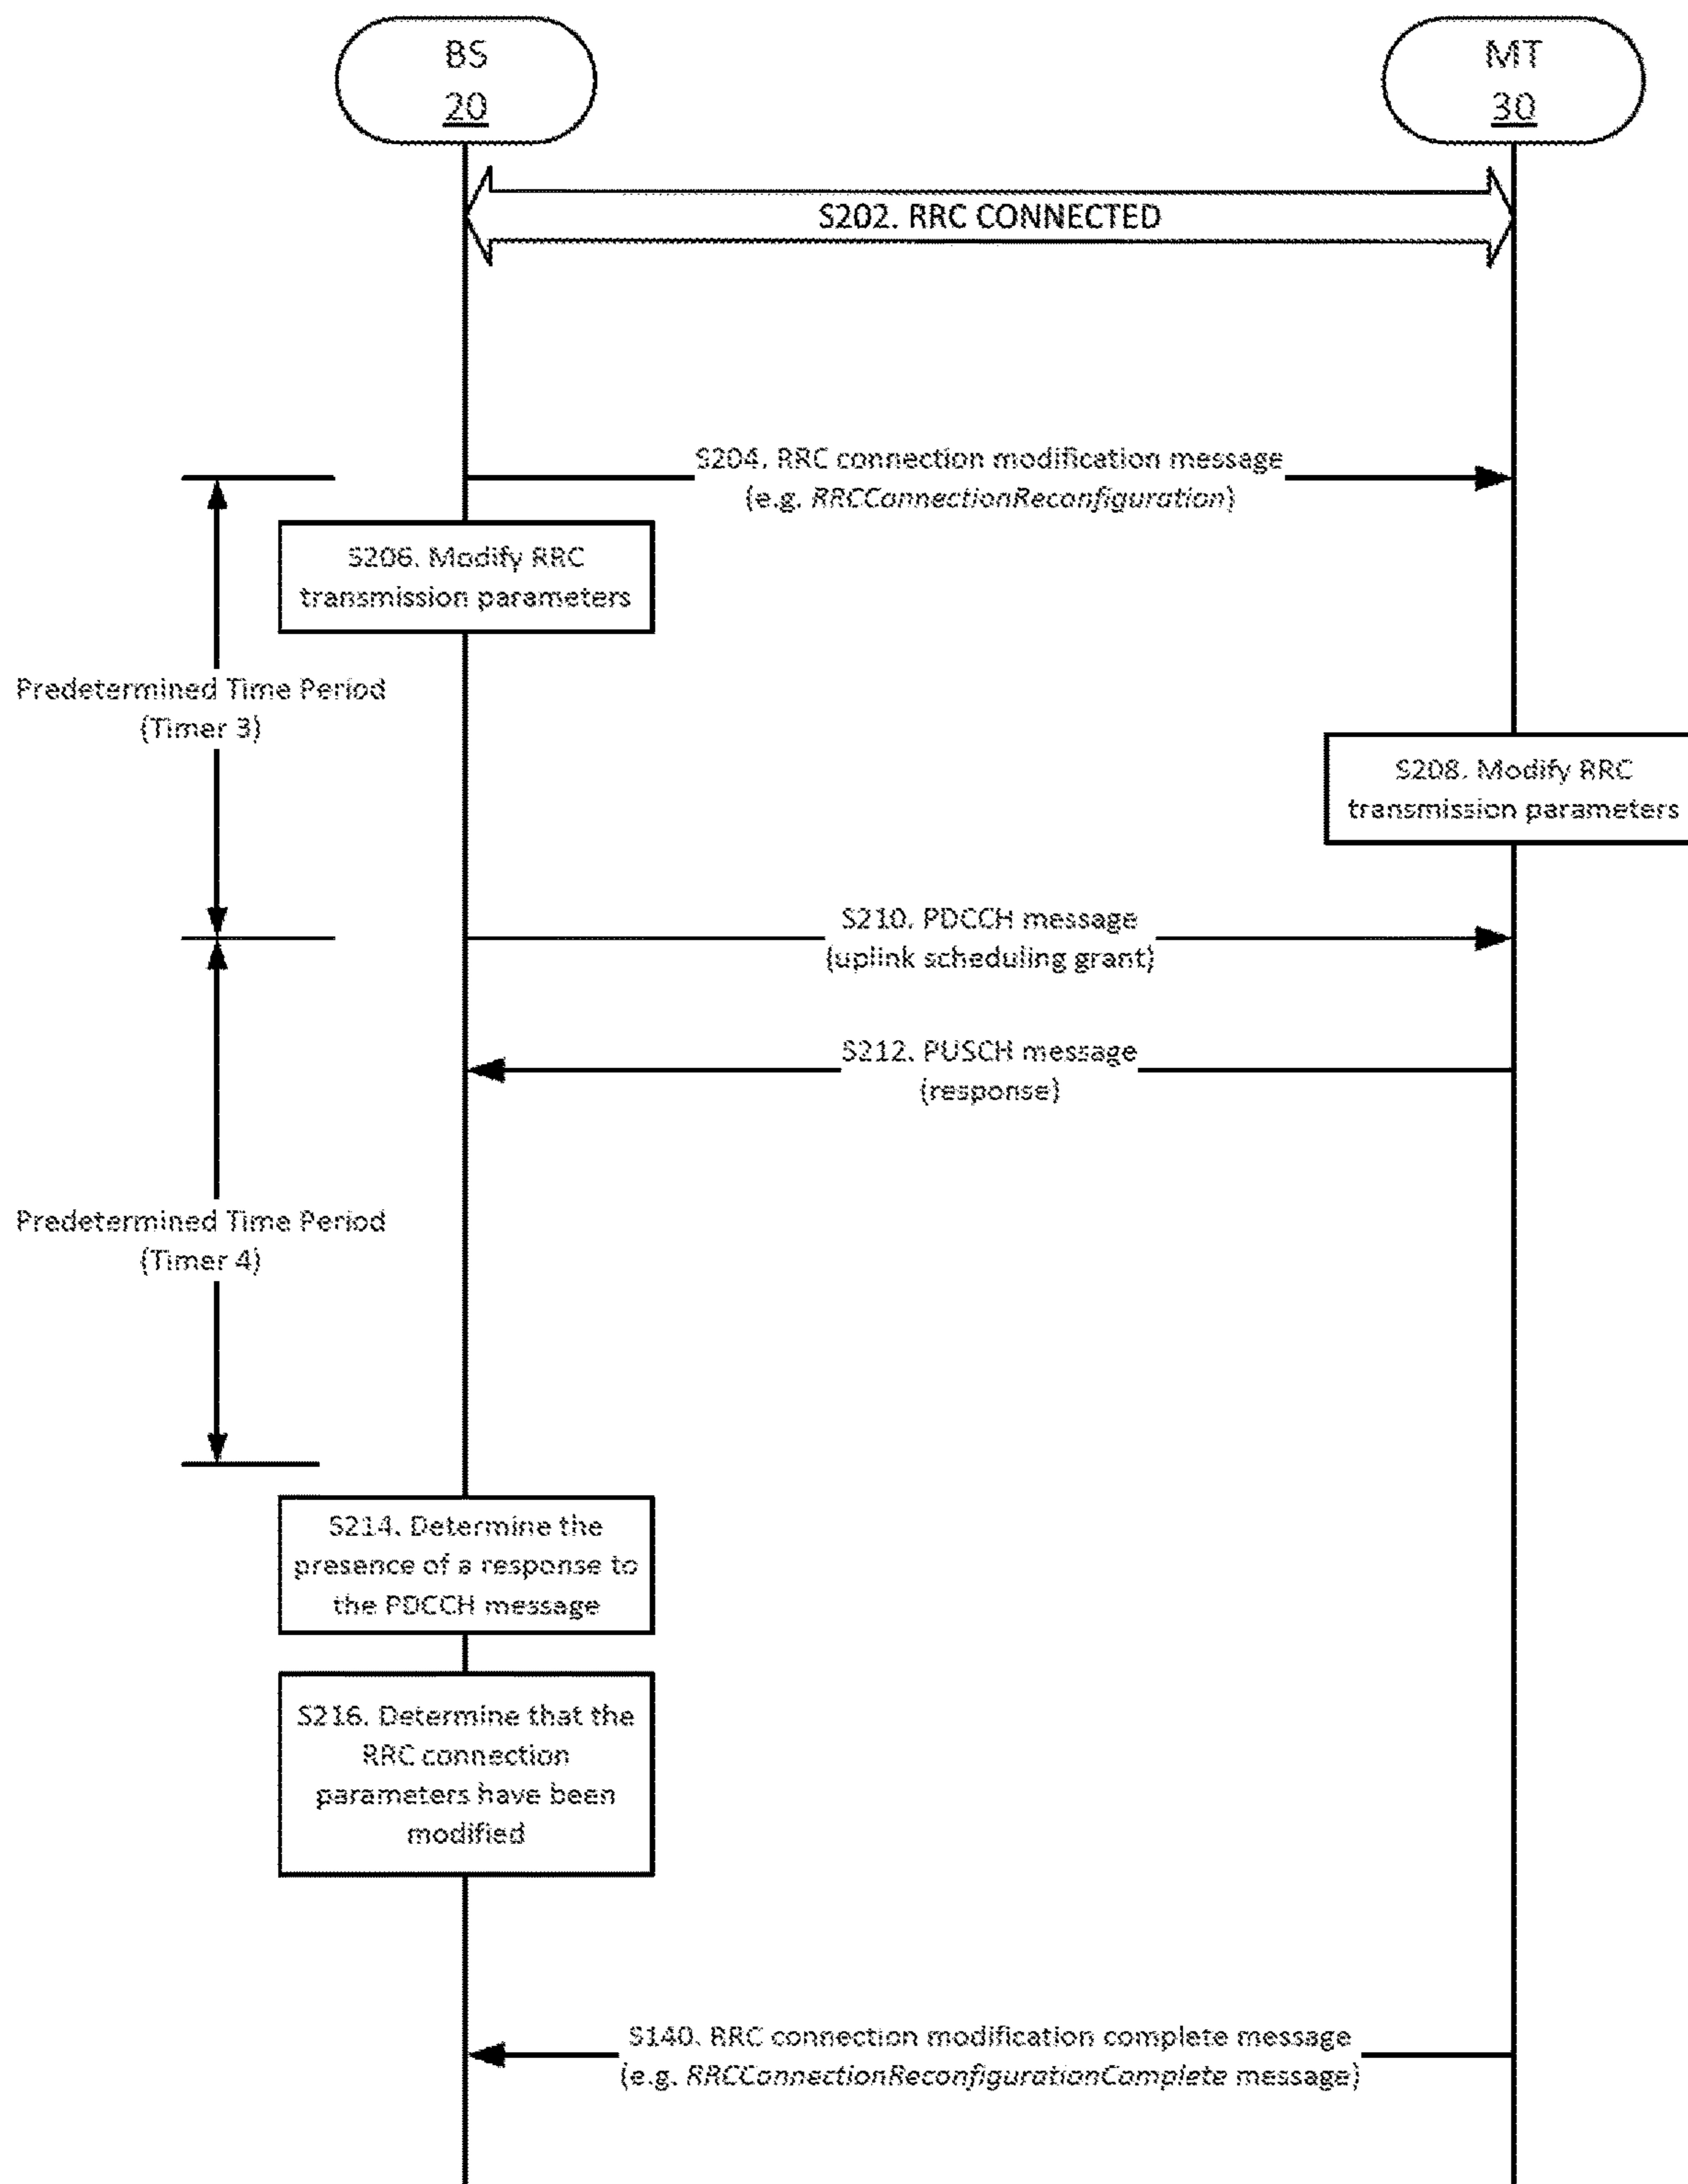 BS
20
MT
30
S202. RRC CONNECTED
S204. RRC connection modification message
(e.g. RRCConnectionReconfiguration)
S206. Modify RRC
transmission parameters
Predetermined Time Period
(Timer 3)
S208. Modify RRC
transmission parameters
S210. PDCCH message
(uplink scheduling grant)
S212. PUSCH message
(response)
Predetermined Time Period
(Timer 4)
S214. Determine the
presence of a response to
the PDCCH message
S216. Determine that the
RRC connection
parameters have been
modified
S140. RRC connection modification complete message
(e.g. RRCConnectionReconfigurationComplete message)